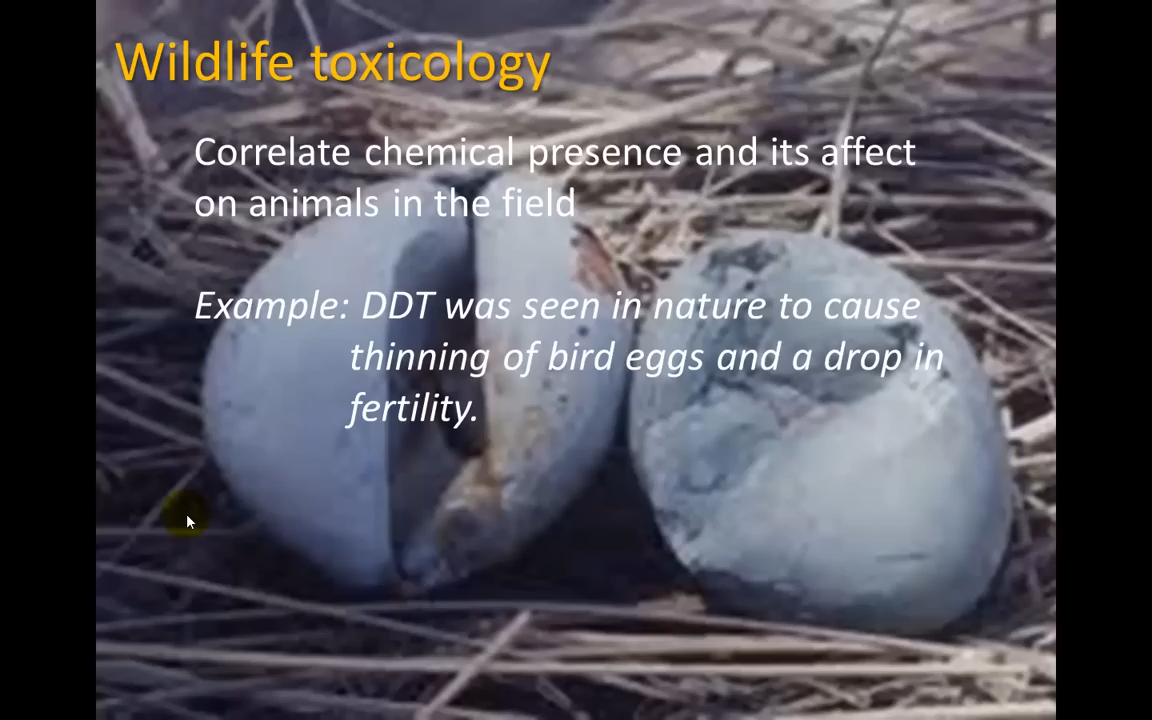 Wildlife toxicology
Correlate chemical presence and its affect
on animals in the field
Example: DDT was seen in nature to cause
thinning of bird eggs and a drop in
fertility.